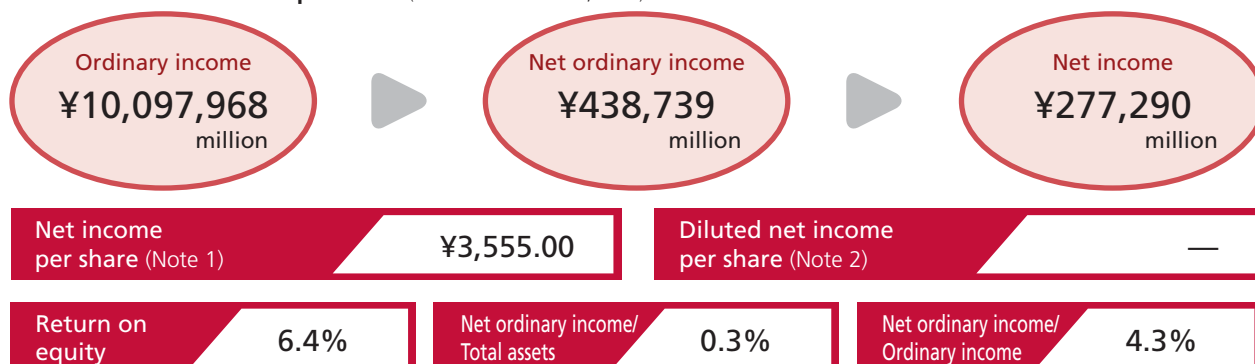 Ordinary income
¥10,097,968
million
Net ordinary income
¥438,739
million
Net income
¥277,290
million
Net income
per share (Note 1)
¥3,555.00
Diluted net income
per share (Note 2)
—
Return on
equity
6.4%
Net ordinary income/
Total assets
0.3%
Net ordinary income/
Ordinary income
4.3%